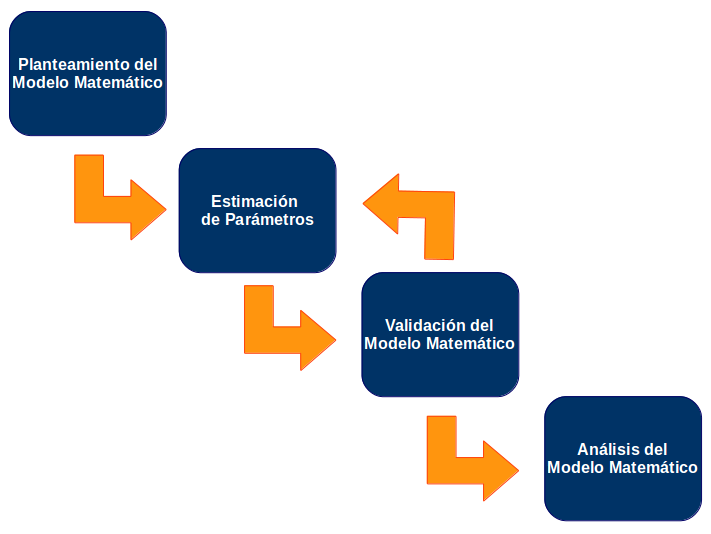 Planteamiento del
Modelo Matemático
Estimación
de Parámetros
Validación del
Modelo Matemático
Análisis del
Modelo Matemático